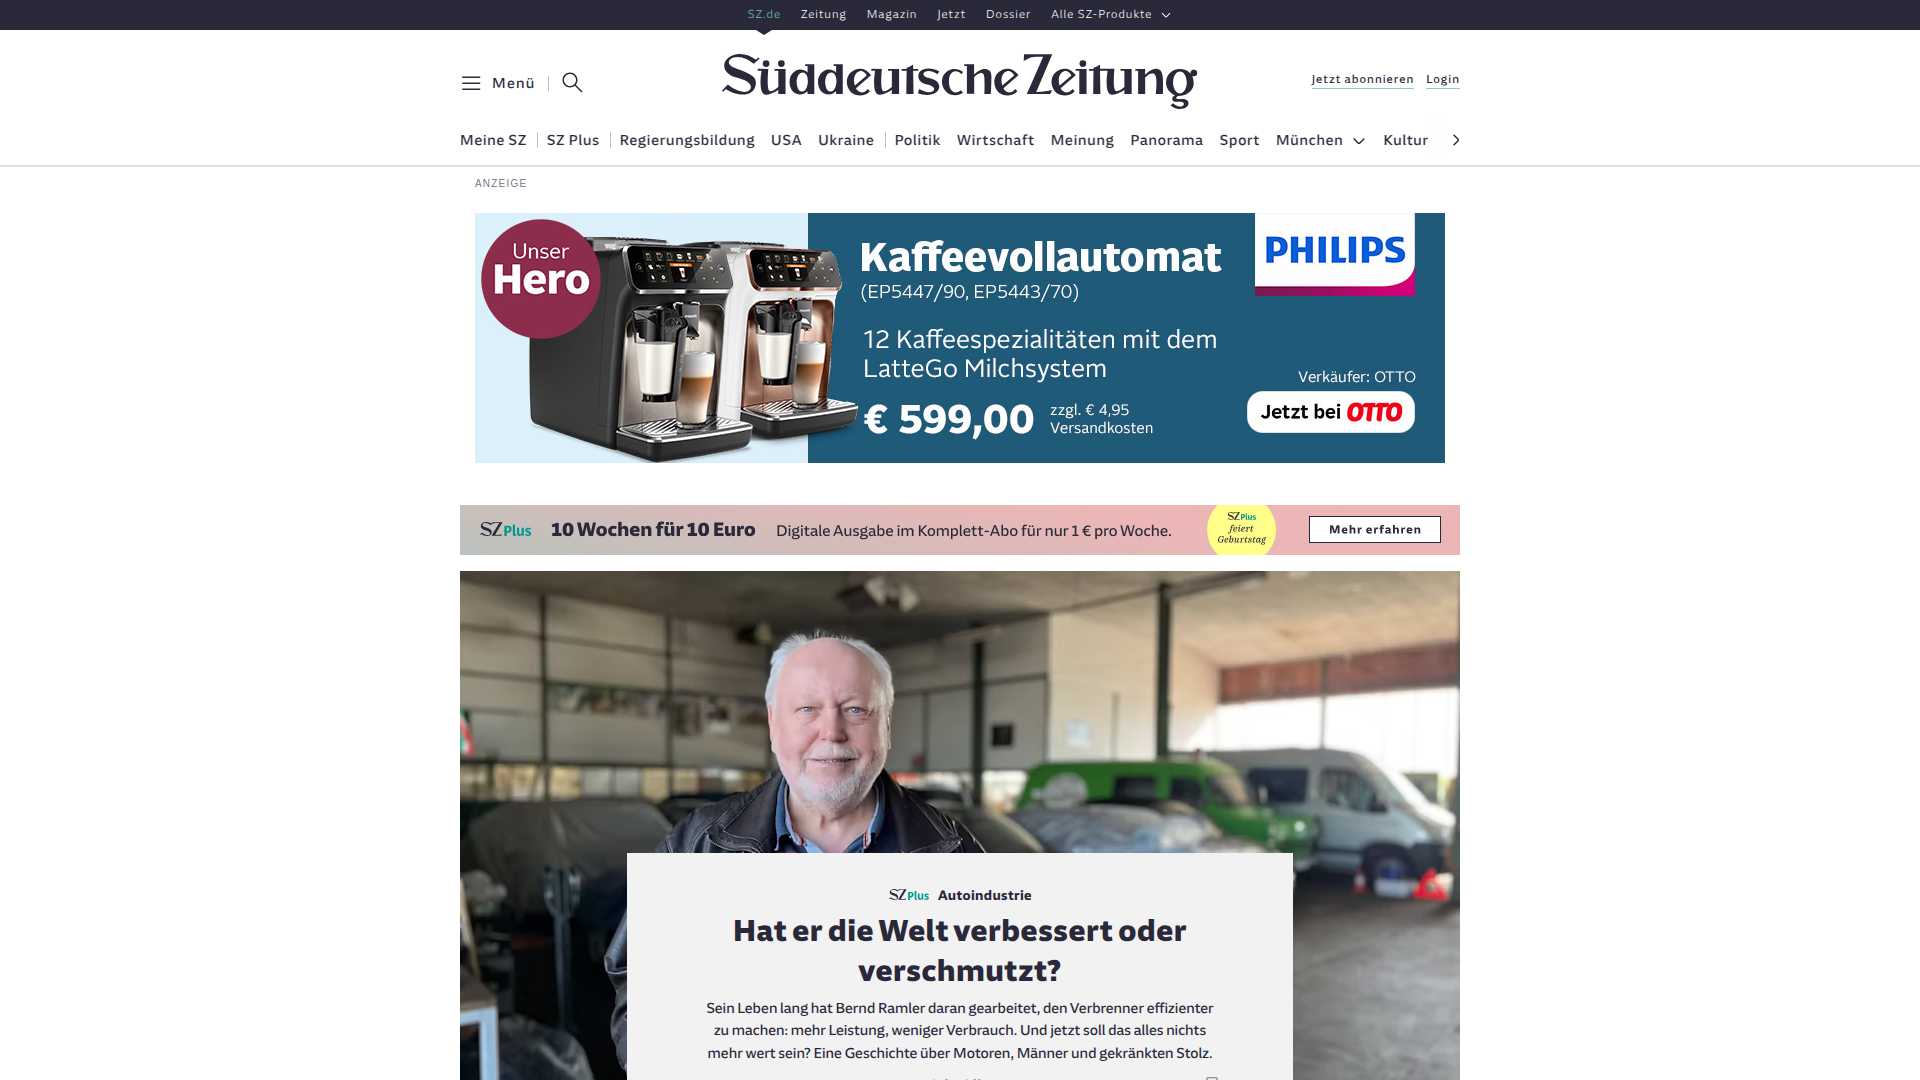 SZ.de Zeitung Magazin Jetzt Dossier Alle SZ-Produkte
Menü
Süddeutsche Zeitung
Jetzt abonnieren Login
Meine SZ SZ Plus Regierungsbildung USA Ukraine Politik Wirtschaft Meinung Panorama Sport München Kultur
ANZEIGE
Unser
Hero
Kaffeevollautomat
(EP5447/90, EP5443/70)
PHILIPS
12 Kaffeespezialitäten mit dem
LatteGo Milchsystem
Verkäufer: OTTO
€ 599,00
zzgl. € 4,95
Versandkosten
Jetzt bei OTTO
SZ Plus 10 Wochen für 10 Euro Digitale Ausgabe im Komplett-Abo für nur 1 € pro Woche.
SZ Plus
feiert
Geburtstag
Mehr erfahren
SZ Plus Autoindustrie
Hat er die Welt verbessert oder
verschmutzt?
Sein Leben lang hat Bernd Ramler daran gearbeitet, den Verbrenner effizienter
zu machen: mehr Leistung, weniger Verbrauch. Und jetzt soll das alles nichts
mehr wert sein? Eine Geschichte über Motoren, Männer und gekränkten Stolz.